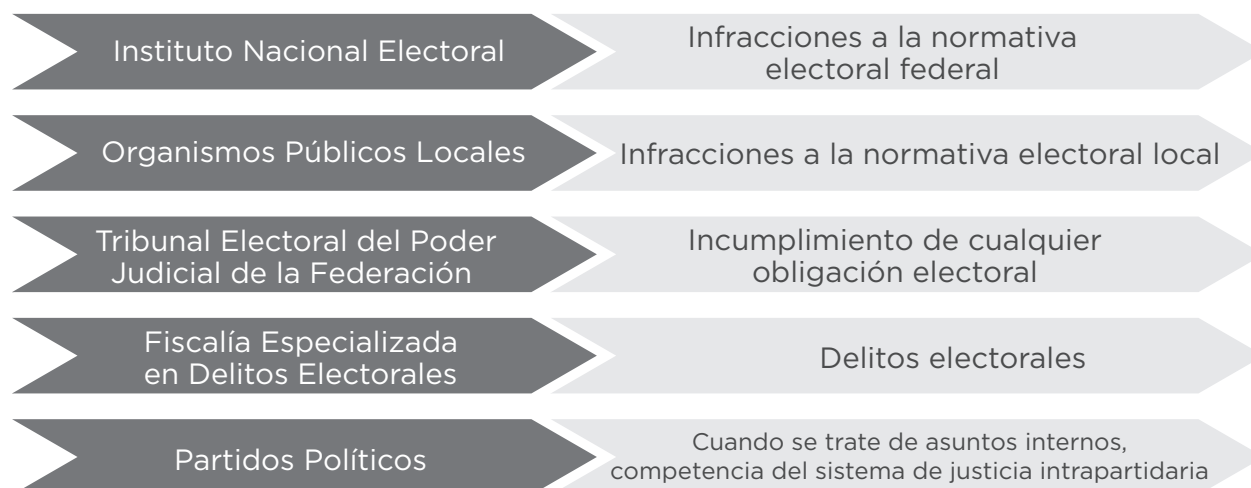 Instituto Nacional Electoral
Infracciones a la normativa
electoral federal
Organismos Públicos Locales
Infracciones a la normativa electoral local
Tribunal Electoral del Poder
Judicial de la Federación
Incumplimiento de cualquier
obligación electoral
Fiscalía Especializada
en Delitos Electorales
Delitos electorales
Partidos Políticos
Cuando se trate de asuntos internos,
competencia del sistema de justicia intrapartidaria